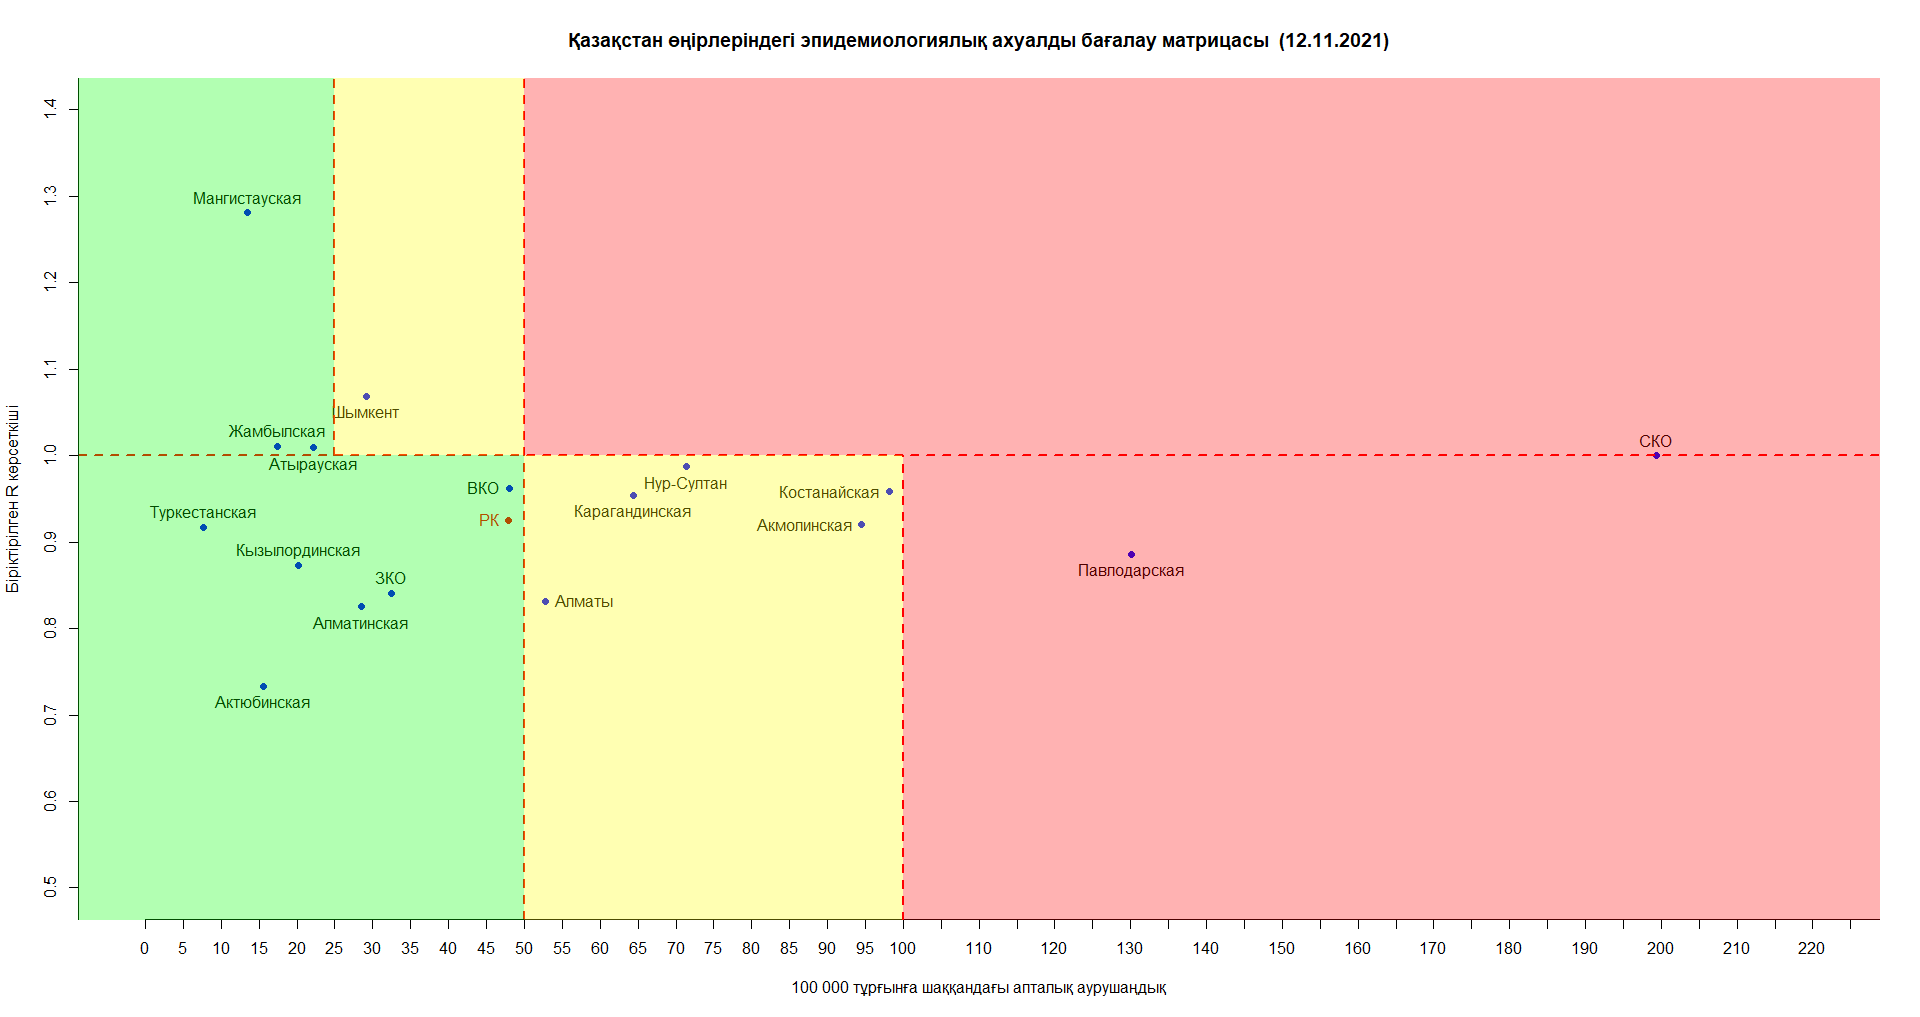 Қазақстан өңірлеріндегі эпидемиологиялық ахуалды бағалау матрицасы (12.11.2021)
Біріктірілген R көрсеткіші
1.4
1.3
1.2
1.1
1.0
0.9
0.8
0.7
0.6
0.5
Мангистауская
Шымкент
Жамбылская
Атырауская
СКО
Нур-Султан
ВКО
Костанайская
Карагандинская
Туркестанская
РК
Акмолинская
Кызылординская
Павлодарская
ЗКО
Алматы
Алматинская
Актюбинская
0 5 10 15 20 25 30 35 40 45 50 55 60 65 70 75 80 85 90 95 100 110 120 130 140 150 160 170 180 190 200 210 220
100 000 тұрғынға шаққандағы апталық аурушаңдық